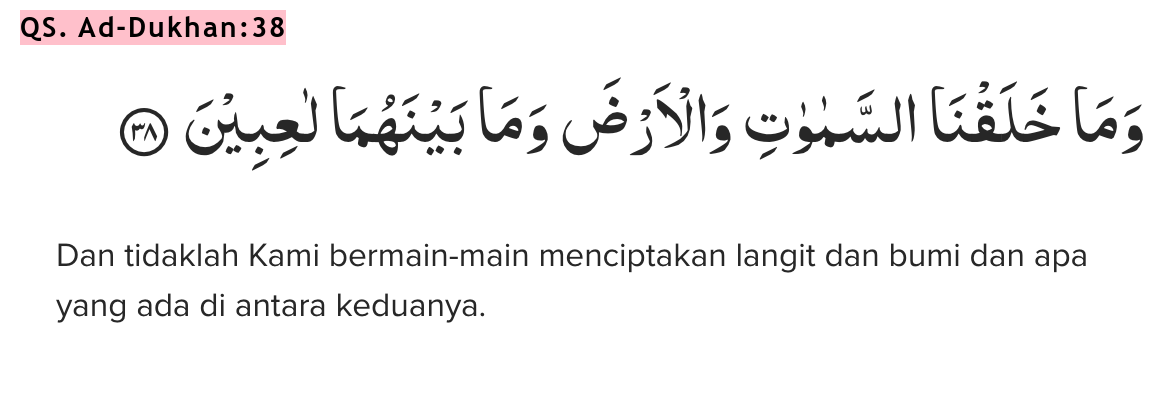 QS. Ad-Dukhan:38
وَمَا خَلَقْنَا السَّمٰوٰتِ وَالْاَرْضَ وَمَا بَيْنَهُمَا لٰعِبِيْنَ ٣٨
Dan tidaklah Kami bermain-main menciptakan langit dan bumi dan apa
yang ada di antara keduanya.